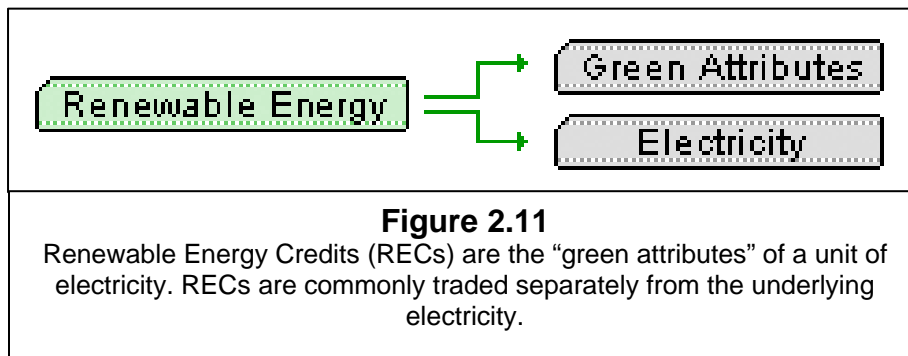 Green Attributes
Renewable Energy
Electricity
Figure 2.11
Renewable Energy Credits (RECs) are the “green attributes” of a unit of
electricity. RECs are commonly traded separately from the underlying
electricity.